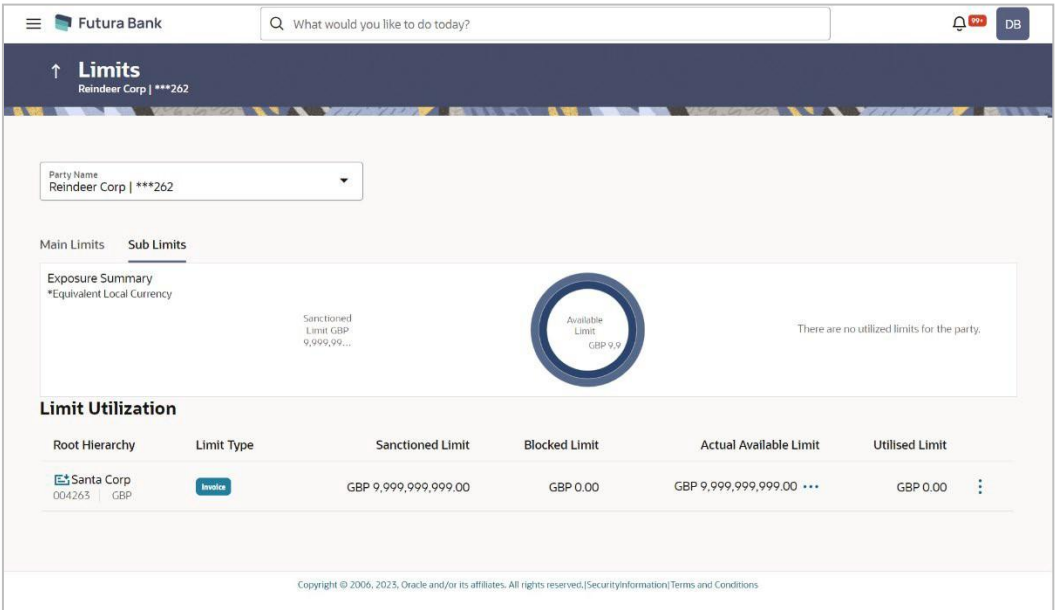 Futura Bank
What would you like to do today?
99+
DB
Limits
Reindeer Corp | ***262
Party Name
Reindeer Corp | ***262
Main Limits Sub Limits
Exposure Summary
*Equivalent Local Currency
Sanctioned
Limit GBP
9,999,99...
Available
Limit
GBP 9,9
There are no utilized limits for the party.
Limit Utilization
Root Hierarchy Limit Type Sanctioned Limit Blocked Limit Actual Available Limit Utilised Limit
Santa Corp
004263 | GBP
Invoice
GBP 9,999,999,999.00 GBP 0.00 GBP 9,999,999,999.00 GBP 0.00
Copyright © 2006, 2023, Oracle and/or its affiliates. All rights reserved.|SecurityInformation|Terms and Conditions